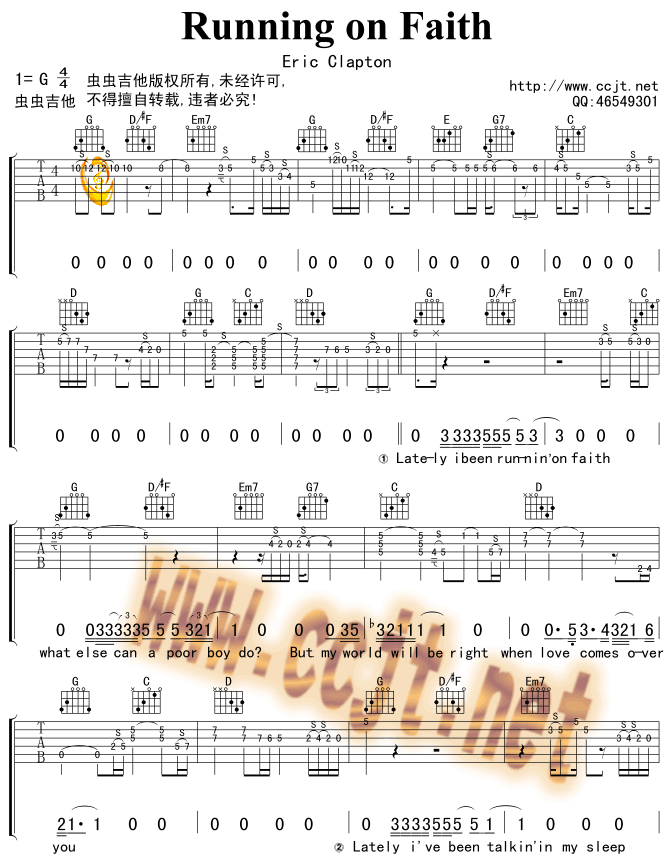 Running on Faith
Eric Clapton
1= G 4/4 虫虫吉他版权所有,未经许可,
http://www.ccjt.net
虫虫吉他 不得擅自转载,违者必究!
QQ:46549301
G D/#F Em7 G D/#F E G7 C
0 0 0 0 0 0 0 0 0 0 0 0 0 0 0 0 0 0 0 0
D G C D G D/#F Em7 C
0 0 0 0 0 0 0 0 0 0 0 0 0 3333555 5 3 3 0 0 0
① Late-ly ibeen run-nin'on faith
G D/#F Em7 G7 C D
0 03333335 5 5 321 1 0 0 0 35 b32111 1 0 0 0· 5 3·4321 6
what else can a poor boy do? But my world will be right when love comes o-ver
G C D G D/#F Em7
21· 1 0 0 0 0 0 0 0 3333555 5 51 1 0 0 0
you ② Lately i've been talkin'in my sleep
www.ccjt.net